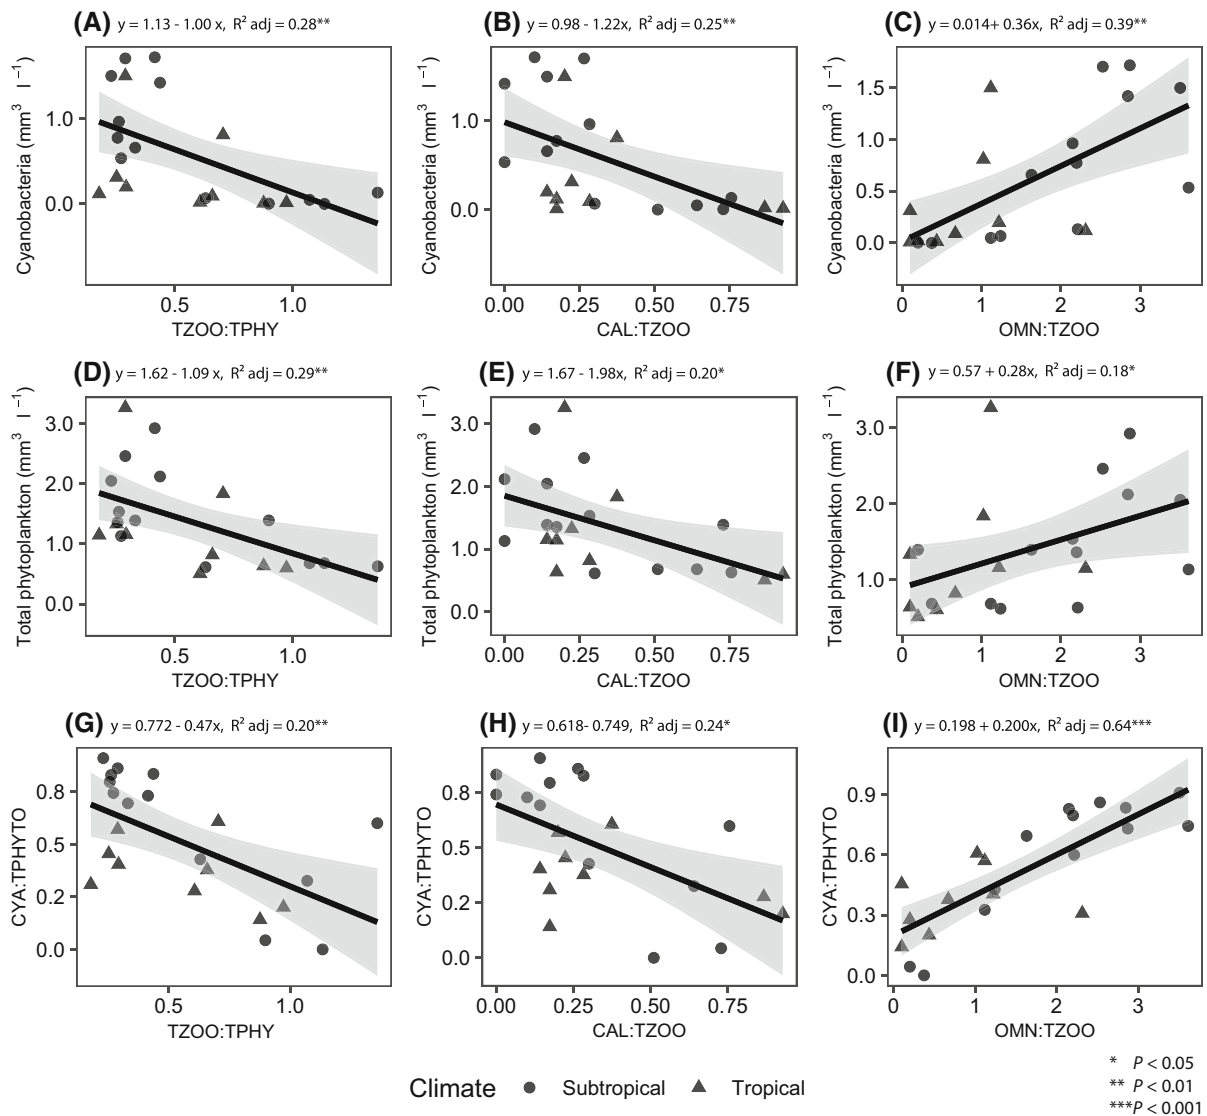 (A) y = 1.13 - 1.00 x, R² adj = 0.28**
Cyanobacteria (mm³ l⁻¹)
1.0
0.0
0.5 1.0
TZOO:TPHY
(B) y = 0.98 - 1.22x, R² adj = 0.25**
Cyanobacteria (mm³ l⁻¹)
1.0
0.0
0.00 0.25 0.50 0.75
CAL:TZOO
(C) y = 0.014+ 0.36x, R² adj = 0.39**
Cyanobacteria (mm³ l⁻¹)
1.5
1.0
0.5
0.0
0 1 2 3
OMN:TZOO
(D) y = 1.62 - 1.09 x, R² adj = 0.29**
Total phytoplankton (mm³ l⁻¹)
3.0
2.0
1.0
0.0
0.5 1.0
TZOO:TPHY
(E) y = 1.67 - 1.98x, R² adj = 0.20*
Total phytoplankton (mm³ l⁻¹)
3.0
2.0
1.0
0.0
0.00 0.25 0.50 0.75
CAL:TZOO
(F) y = 0.57 + 0.28x, R² adj = 0.18*
Total phytoplankton (mm³ l⁻¹)
3.0
2.0
1.0
0 1 2 3
OMN:TZOO
(G) y = 0.772 - 0.47x, R² adj = 0.20**
CYA:TPHYTO
0.8
0.5
0.2
0.0
0.5 1.0
TZOO:TPHY
(H) y = 0.618- 0.749, R² adj = 0.24*
CYA:TPHYTO
0.8
0.5
0.2
0.0
0.00 0.25 0.50 0.75
CAL:TZOO
(I) y = 0.198 + 0.200x, R² adj = 0.64***
CYA:TPHYTO
0.9
0.6
0.3
0.0
0 1 2 3
OMN:TZOO
Climate Subtropical Tropical
* P < 0.05
** P < 0.01
***P < 0.001